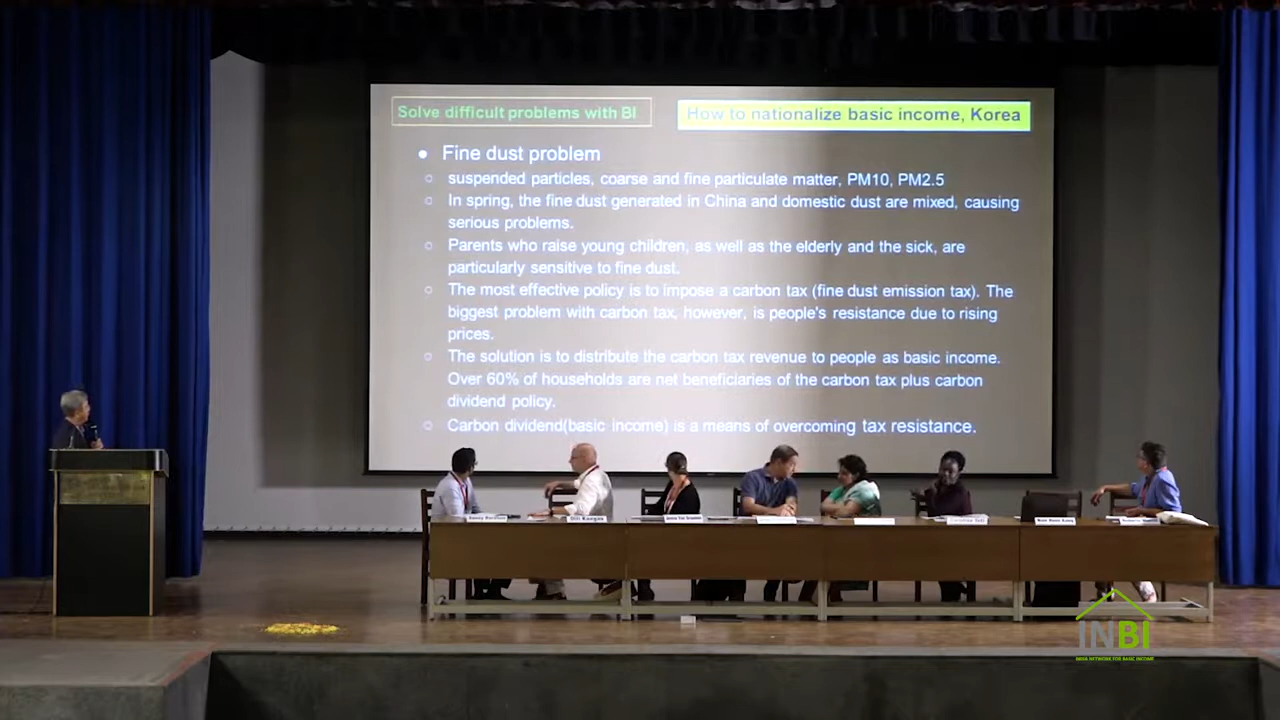 Solve difficult problems with BI
How to nationalize basic income, Korea
● Fine dust problem
○ suspended particles, coarse and fine particulate matter, PM10, PM2.5
○ In spring, the fine dust generated in China and domestic dust are mixed, causing
serious problems.
○ Parents who raise young children, as well as the elderly and the sick, are
particularly sensitive to fine dust.
○ The most effective policy is to impose a carbon tax (fine dust emission tax). The
biggest problem with carbon tax, however, is people's resistance due to rising
prices.
○ The solution is to distribute the carbon tax revenue to people as basic income.
Over 60% of households are net beneficiaries of the carbon tax plus carbon
dividend policy.
○ Carbon dividend(basic income) is a means of overcoming tax resistance.
INBI
INDIA NETWORK FOR BASIC INCOME